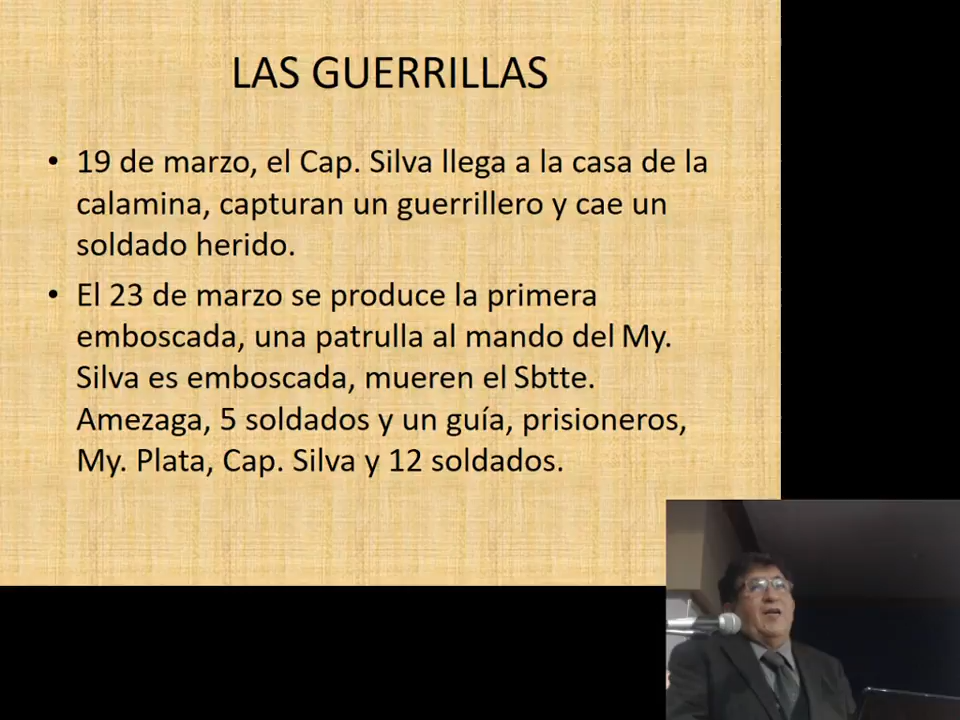 LAS GUERRILLAS
• 19 de marzo, el Cap. Silva llega a la casa de la
calamina, capturan un guerrillero y cae un
soldado herido.
• El 23 de marzo se produce la primera
emboscada, una patrulla al mando del My.
Silva es emboscada, mueren el Sbtte.
Amezaga, 5 soldados y un guía, prisioneros,
My. Plata, Cap. Silva y 12 soldados.